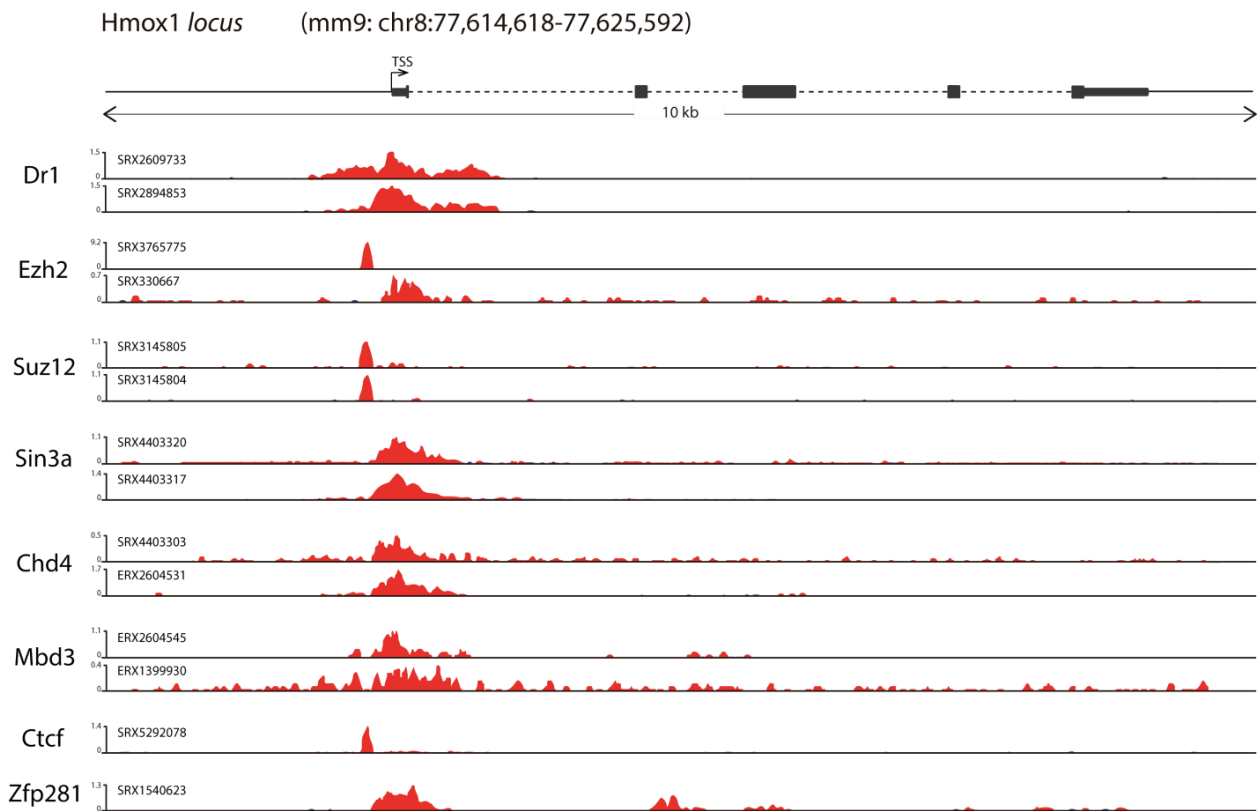 Hmox1 locus (mm9: chr8:77,614,618-77,625,592)
TSS
10 kb
Dr1
1.5
0
SRX2609733
1.5
0
SRX2894853
Ezh2
9.2
0
SRX3765775
0.7
0
SRX330667
Suz12
1.1
0
SRX3145805
1.1
0
SRX3145804
Sin3a
1.1
0
SRX4403320
1.4
0
SRX4403317
Chd4
0.5
0
SRX4403303
1.7
0
ERX2604531
Mbd3
1.1
0
ERX2604545
0.4
0
ERX1399930
Ctcf
1.4
0
SRX5292078
Zfp281
1.3
0
SRX1540623